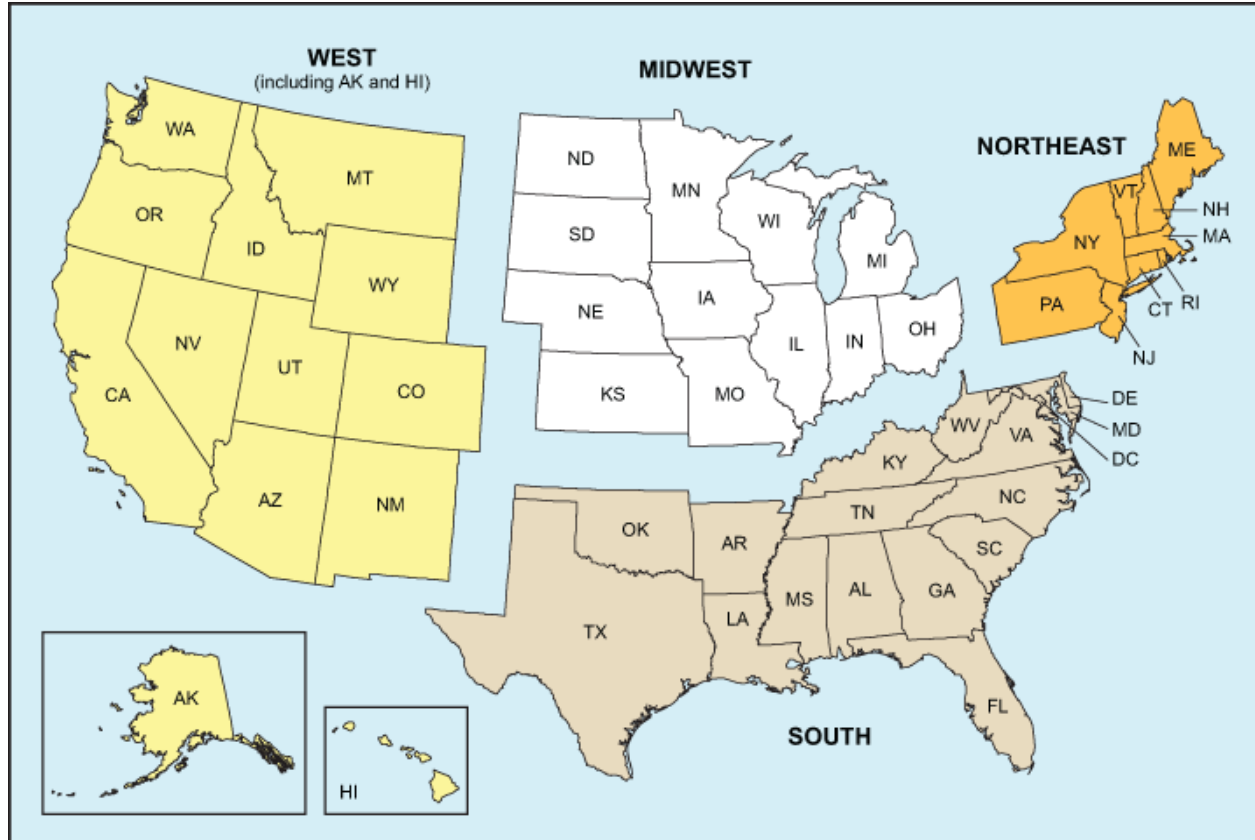 WEST
(including AK and HI)
MIDWEST
NORTHEAST
WA
MT
OR
ID
WY
NV
UT
CO
CA
AZ
NM
ND
MN
SD
WI
MI
NE
IA
IL
IN
OH
KS
MO
ME
VT
NH
MA
NY
PA
CT
RI
NJ
DE
MD
DC
WV
VA
KY
NC
TN
SC
OK
AR
MS
AL
GA
LA
TX
FL
SOUTH
AK
HI